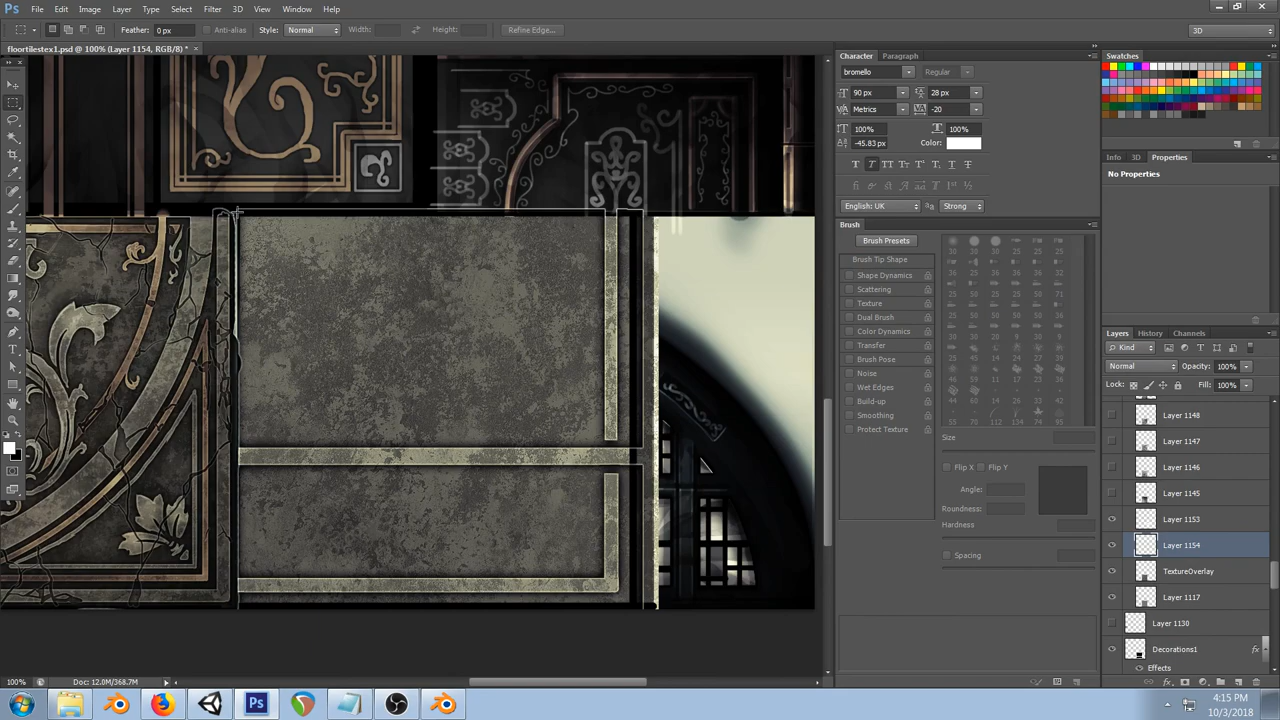 Ps File Edit Image Layer Type Select Filter 3D View Window Help
Feather: 0 px Anti-alias Style: Normal Width: Height: Refine Edge... 3D
floortilestex1.psd @ 100% (Layer 1154, RGB/8) * ×
Character Paragraph
bromello Regular
90 px 28 px
Metrics -20
100% 100%
-45.83 px Color:
English: UK Strong
Brush
Brush Presets
Brush Tip Shape
Shape Dynamics
Scattering
Texture
Dual Brush
Color Dynamics
Transfer
Brush Pose
Noise
Wet Edges
Build-up
Smoothing
Protect Texture
Size
Flip X Flip Y
Angle:
Roundness:
Hardness
Spacing
Swatches
Info 3D Properties
No Properties
Layers History Channels
Kind
Normal Opacity: 100%
Lock: Fill: 100%
Layer 1148
Layer 1147
Layer 1146
Layer 1145
Layer 1153
Layer 1154
TextureOverlay
Layer 1117
Layer 1130
Decorations1 fx
Effects
100% Doc: 12.0M/368.7M
Ps
4:15 PM
10/3/2018